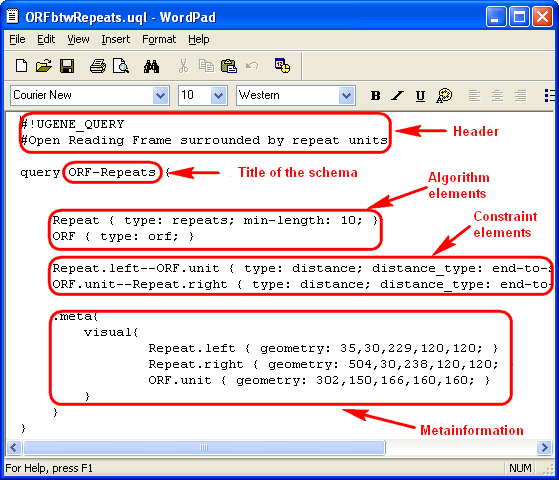 ORFbtwRepeats.uql - WordPad
File Edit View Insert Format Help
Courier New 10 Western B I U
#!UGENE_QUERY
#Open Reading Frame surrounded by repeat units
Header
query ORF-Repeats {
Title of the schema
Algorithm
elements
Repeat { type: repeats; min-length: 10; }
ORF { type: orf; }
Constraint
elements
Repeat.left--ORF.unit { type: distance; distance_type: end-to-s
ORF.unit--Repeat.right { type: distance; distance_type: end-to-
.meta{
visual{
Repeat.left { geometry: 35,30,229,120,120; }
Repeat.right { geometry: 504,30,238,120,120;
ORF.unit { geometry: 302,150,166,160,160; }
}
}
Metainformation
}
For Help, press F1 NUM